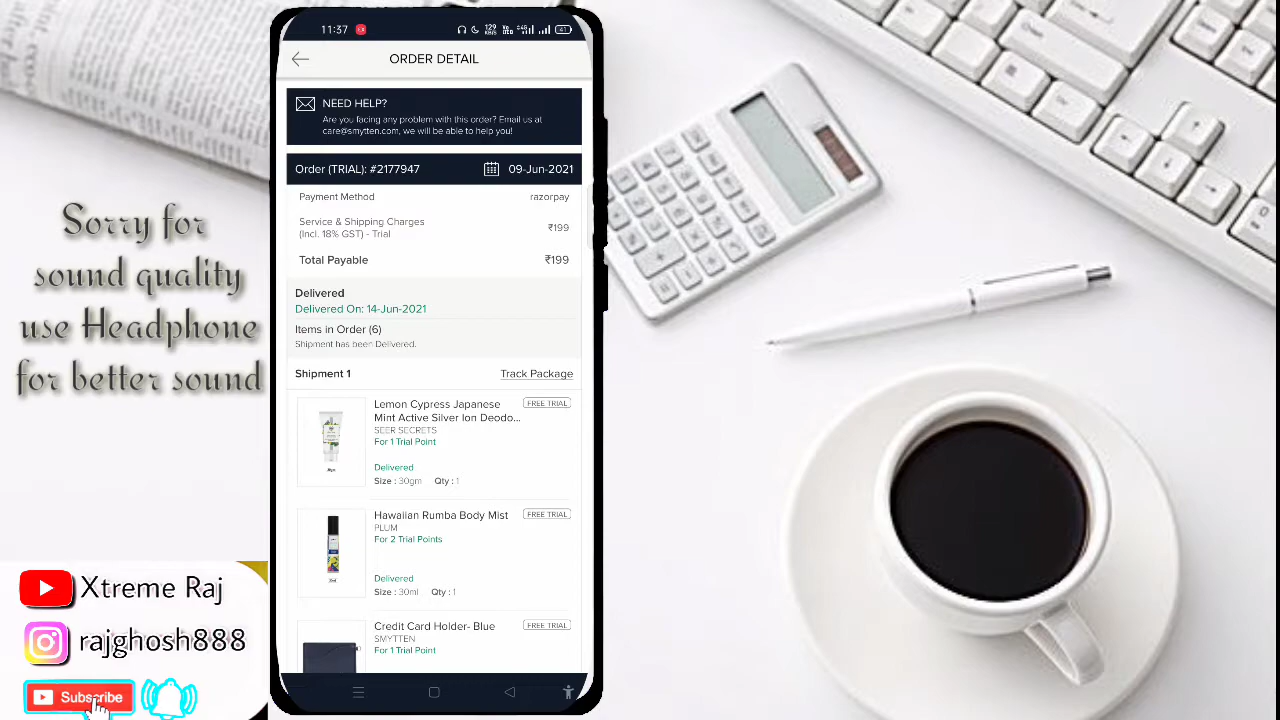 11:37
129
KB/S
ORDER DETAIL
NEED HELP?
Are you facing any problem with this order? Email us at
care@smytten.com, we will be able to help you!
Order (TRIAL): #2177947
09-Jun-2021
Payment Method
razorpay
Service & Shipping Charges
(Incl. 18% GST) - Trial
₹199
Total Payable
₹199
Delivered
Delivered On: 14-Jun-2021
Items in Order (6)
Shipment has been Delivered.
Shipment 1
Track Package
Lemon Cypress Japanese
Mint Active Silver Ion Deodo...
FREE TRIAL
SEER SECRETS
For 1 Trial Point
Delivered
Size : 30gm Qty : 1
Hawaiian Rumba Body Mist
FREE TRIAL
PLUM
For 2 Trial Points
Delivered
Size : 30ml Qty : 1
Credit Card Holder- Blue
FREE TRIAL
SMYTTEN
For 1 Trial Point
Sorry for
sound quality
use Headphone
for better sound
Xtreme Raj
rajghosh888
Subscribe